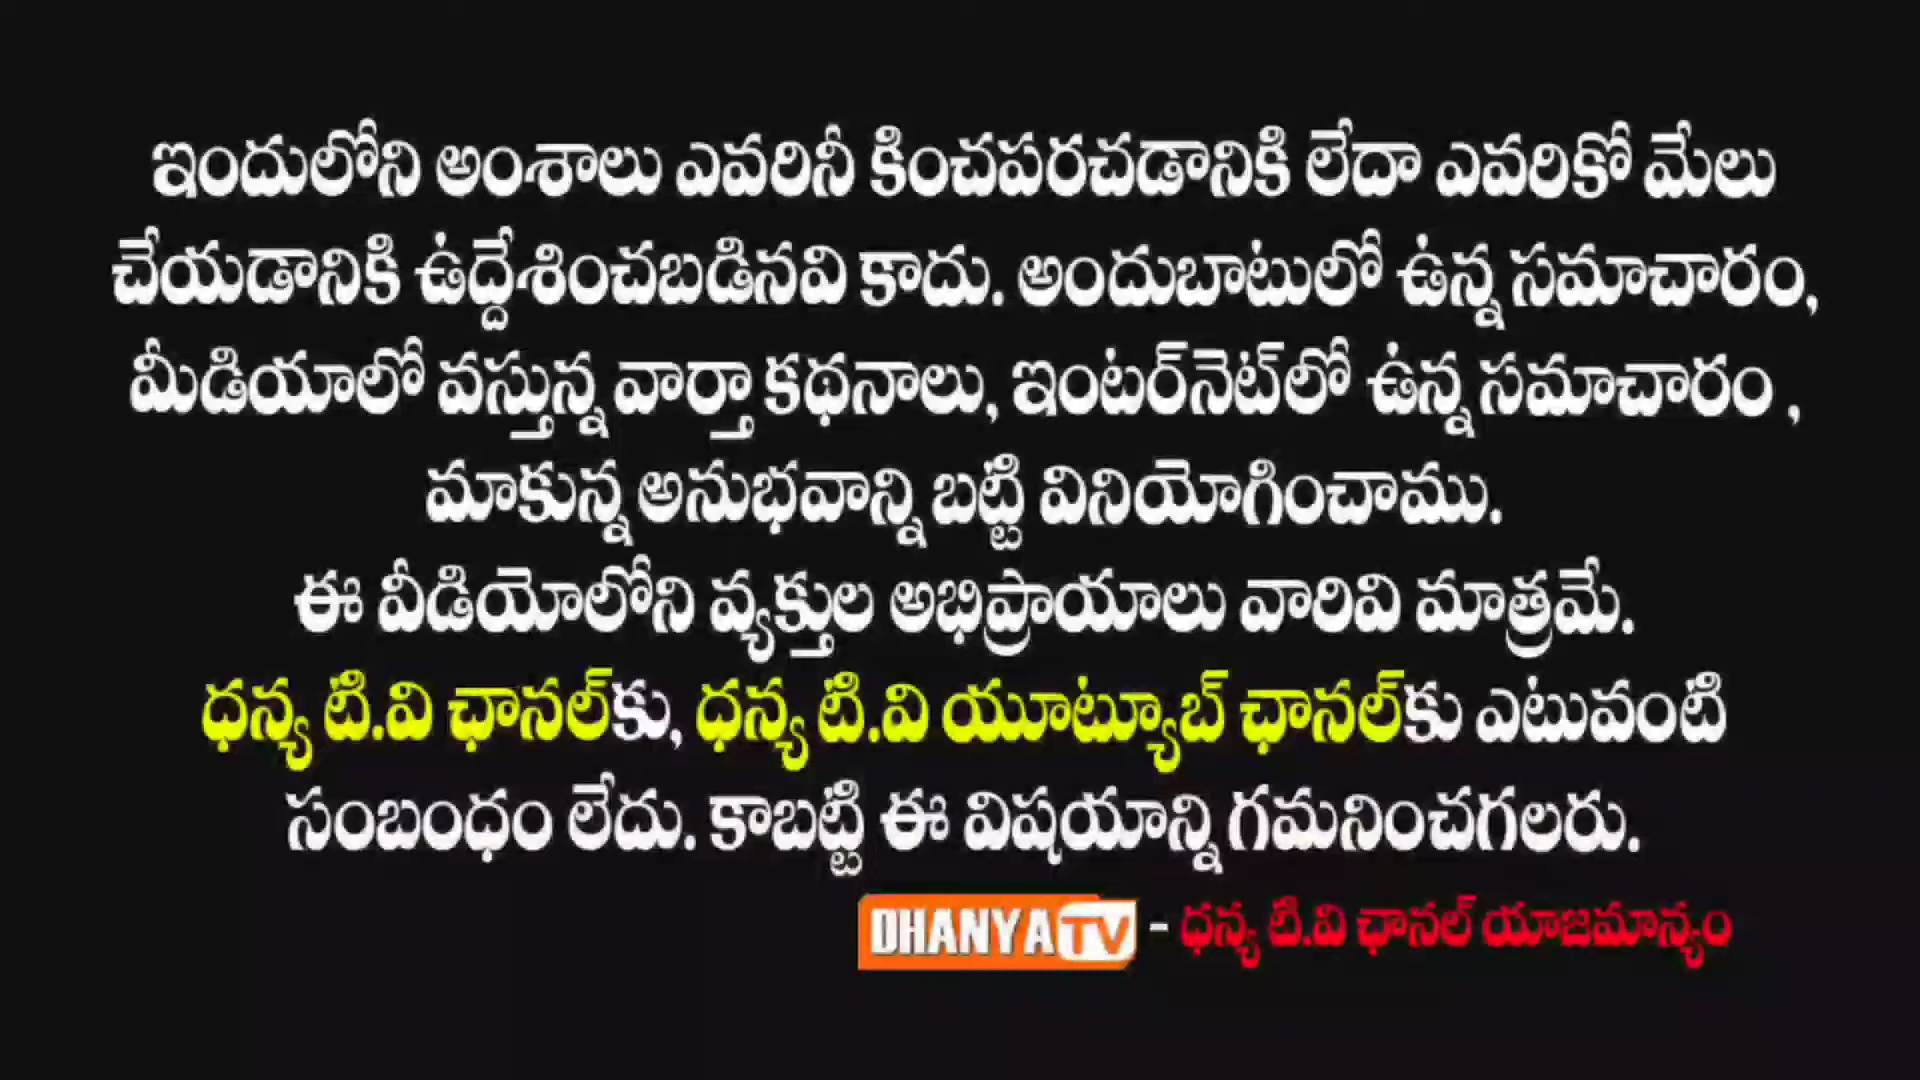 ఇందులోని అంశాలు ఎవరినీ కించపరచడానికి లేదా ఎవరికో మేలు
చేయడానికి ఉద్దేశించబడినవి కాదు. అందుబాటులో ఉన్న సమాచారం,
మీడియాలో వస్తున్న వార్తా కథనాలు, ఇంటర్‌నెట్‌లో ఉన్న సమాచారం ,
మాకున్న అనుభవాన్ని బట్టి వినియోగించాము.
ఈ వీడియోలోని వ్యక్తుల అభిప్రాయాలు వారివి మాత్రమే.
ధన్య టి.వి ఛానల్‌కు, ధన్య టి.వి యూట్యూబ్ ఛానల్‌కు ఎటువంటి
సంబంధం లేదు. కాబట్టి ఈ విషయాన్ని గమనించగలరు.
DHANYA TV - ధన్య టి.వి ఛానల్ యాజమాన్యం